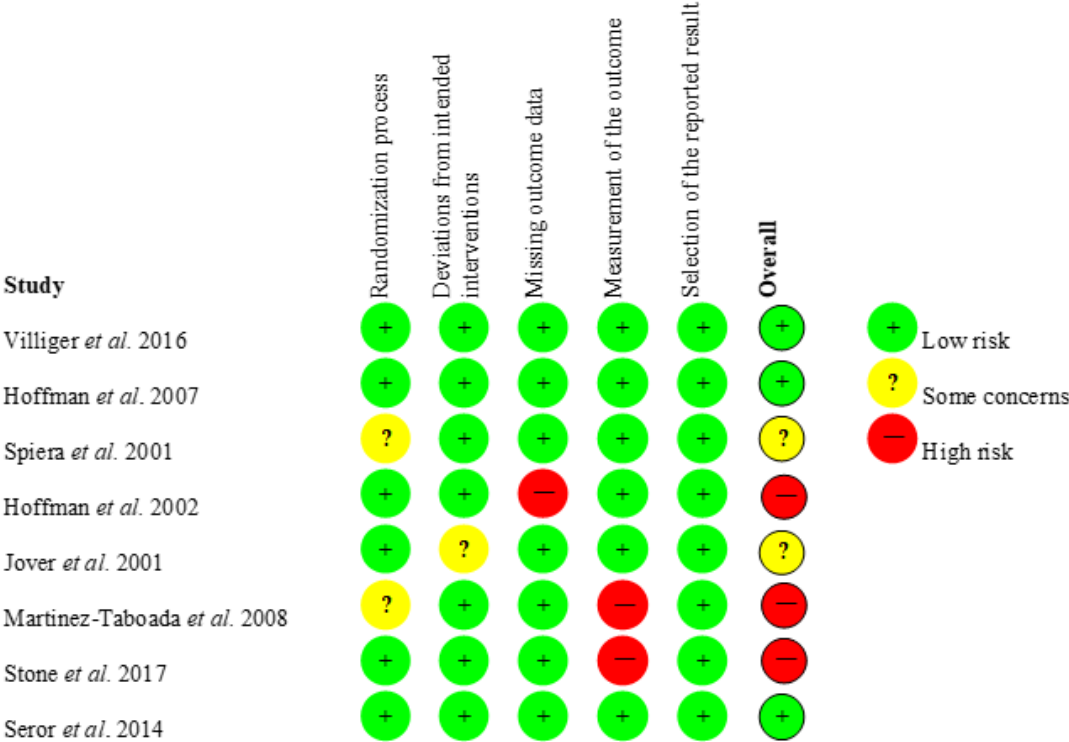 Randomization process
Deviations from intended
interventions
Missing outcome data
Measurement of the outcome
Selection of the reported result
Overall
Study
Villiger et al. 2016 + + + + + +
Hoffman et al. 2007 + + + + + +
Spiera et al. 2001 ? + + + + ?
Hoffman et al. 2002 + + — + + —
Jover et al. 2001 + ? + + + ?
Martinez-Taboada et al. 2008 ? + + — + —
Stone et al. 2017 + + + — + —
Seror et al. 2014 + + + + + +
+ Low risk
? Some concerns
— High risk